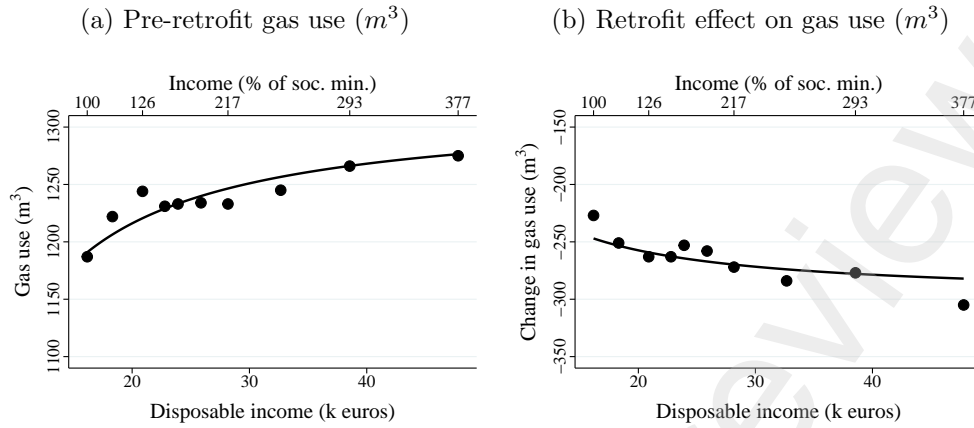 (a) Pre-retrofit gas use (m³)
Income (% of soc. min.)
100 126 217 293 377
Gas use (m³)
1300
1250
1200
1150
1100
20 30 40
Disposable income (k euros)
(b) Retrofit effect on gas use (m³)
Income (% of soc. min.)
100 126 217 293 377
Change in gas use (m³)
−150
−200
−250
−300
−350
20 30 40
Disposable income (k euros)